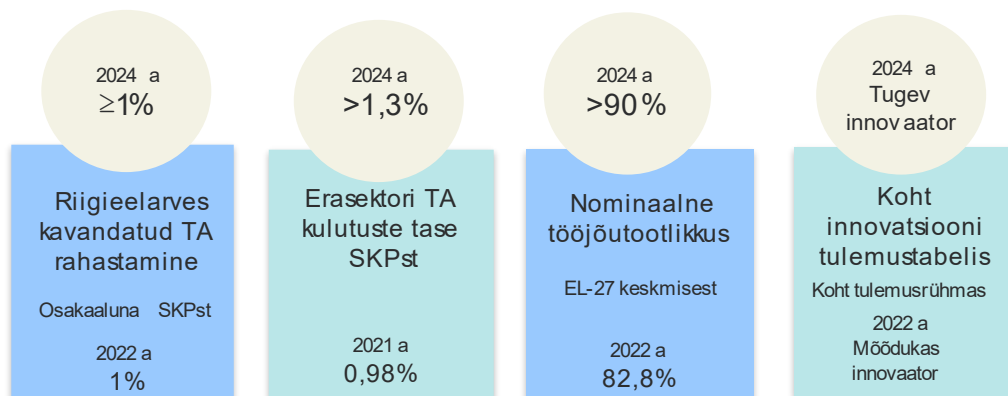 2024 a
≥1%
Riigieelarves
kavandatud TA
rahastamine
Osakaaluna SKPst
2022 a
1%
2024 a
>1,3%
Erasektori TA
kulutuste tase
SKPst
2021 a
0,98%
2024 a
>90%
Nominaalne
tööjõutootlikkus
EL-27 keskmisest
2022 a
82,8%
2024 a
Tugev
innovaator
Koht
innovatsiooni
tulemustabelis
Koht tulemusrühmas
2022 a
Mõõdukas
innovaator